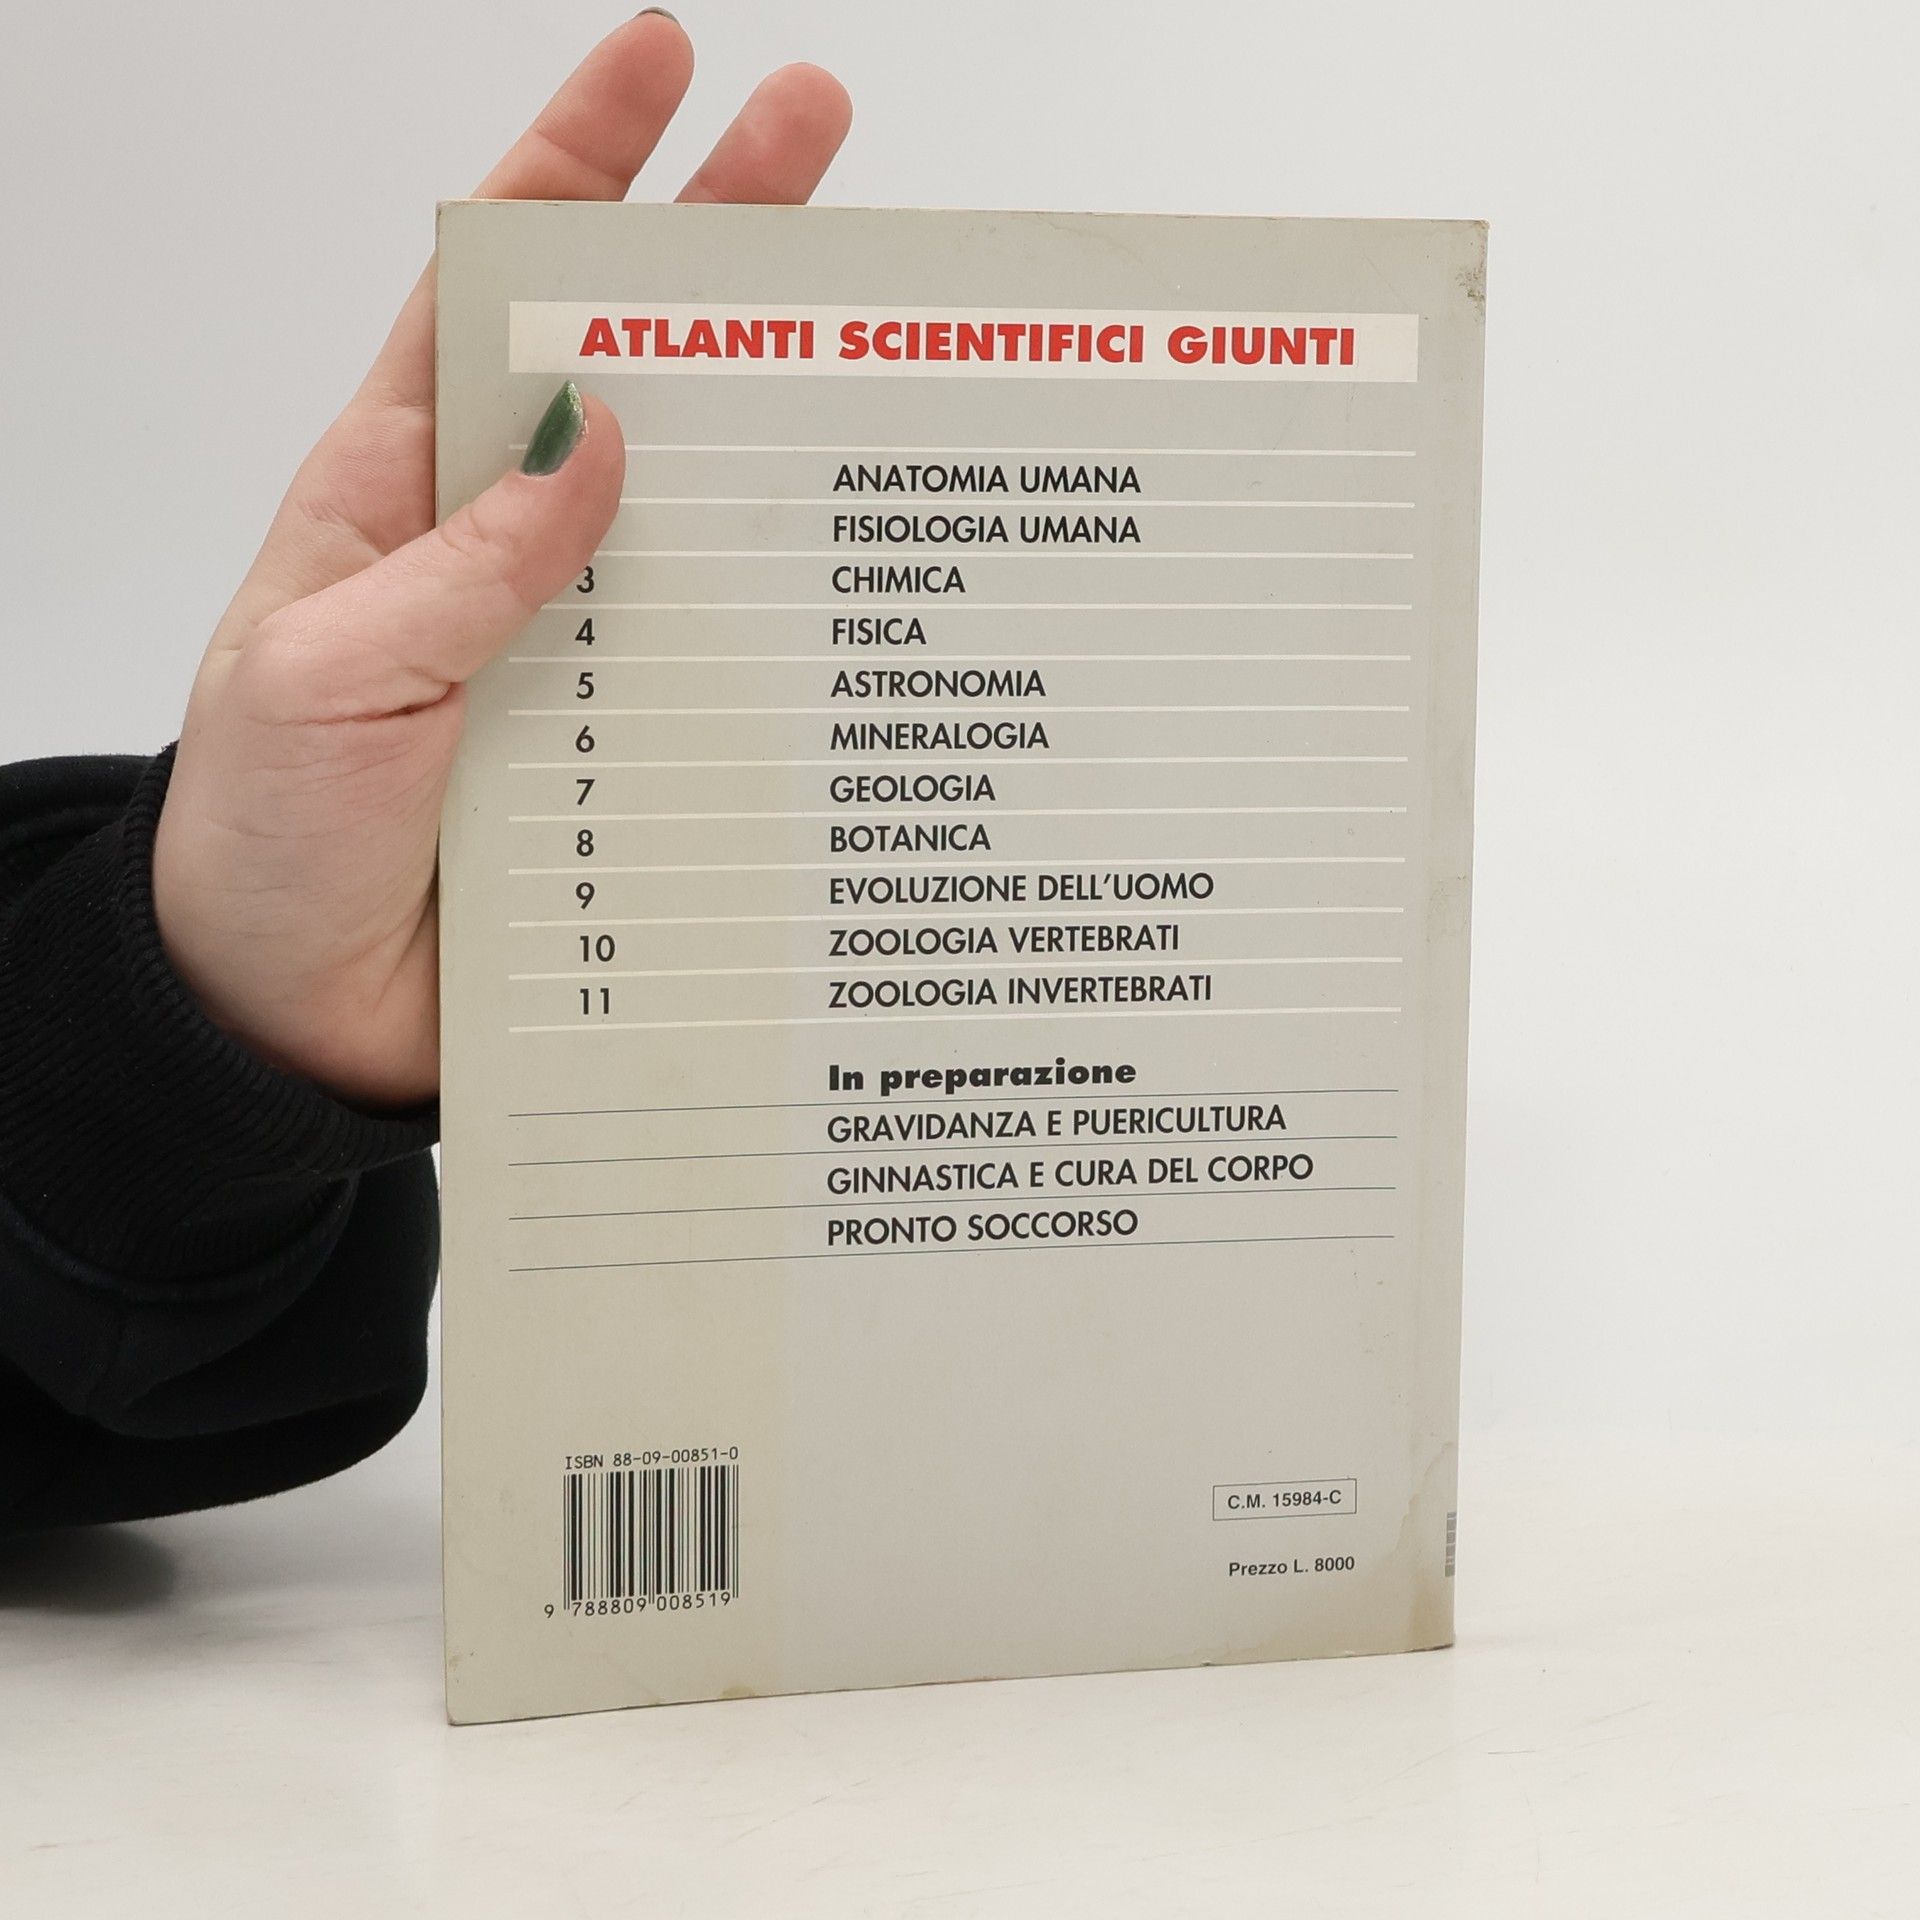 ATLANTI SCIENTIFICI GIUNTI
ANATOMIA UMANA
FISIOLOGIA UMANA
3 CHIMICA
4 FISICA
5 ASTRONOMIA
6 MINERALOGIA
7 GEOLOGIA
8 BOTANICA
9 EVOLUZIONE DELL'UOMO
10 ZOOLOGIA VERTEBRATI
11 ZOOLOGIA INVERTEBRATI
In preparazione
GRAVIDANZA E PUERICULTURA
GINNASTICA E CURA DEL CORPO
PRONTO SOCCORSO
ISBN 88-09-00851-0
9 788809 008519
C.M. 15984-C
Prezzo L. 8000